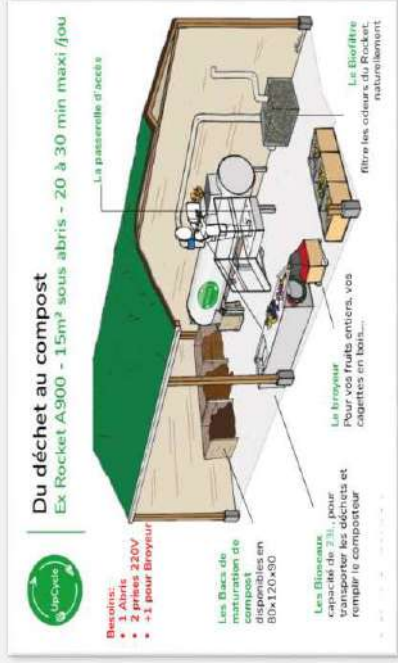 UpCycle
Du déchet au compost
Ex Rocket A900 - 15m² sous abris - 20 à 30 min maxi /jou
Besoins:
• 1 Abris
• 2 prises 220V
• +1 pour Broyeur
La passerelle d'accès
Les Bacs de
maturation de
compost
disponibles en
80x120x90
Les Bioseaux
capacité de 23L, pour
transporter les déchets et
remplir le composteur
Le broyeur
Pour vos fruits entiers, vos
cagettes en bois...
Le Biofiltre
filtre les odeurs du Rocket,
naturellement